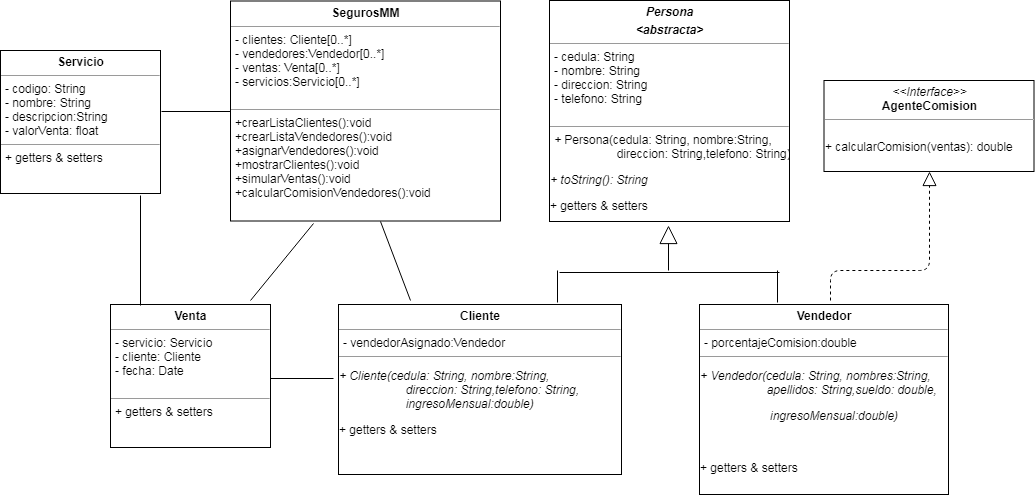 Servicio
- codigo: String
- nombre: String
- descripcion:String
- valorVenta: float
+ getters & setters
SegurosMM
- clientes: Cliente[0..*]
- vendedores:Vendedor[0..*]
- ventas: Venta[0..*]
- servicios:Servicio[0..*]
+crearListaClientes():void
+crearListaVendedores():void
+asignarVendedores():void
+mostrarClientes():void
+simularVentas():void
+calcularComisionVendedores():void
Persona
<abstracta>
- cedula: String
- nombre: String
- direccion: String
- telefono: String
+ Persona(cedula: String, nombre:String,
direccion: String,telefono: String)
+ toString(): String
+ getters & setters
<<Interface>>
AgenteComision
+ calcularComision(ventas): double
Venta
- servicio: Servicio
- cliente: Cliente
- fecha: Date
+ getters & setters
Cliente
- vendedorAsignado:Vendedor
+ Cliente(cedula: String, nombre:String,
direccion: String,telefono: String,
ingresoMensual:double)
+ getters & setters
Vendedor
- porcentajeComision:double
+ Vendedor(cedula: String, nombres:String,
apellidos: String,sueldo: double,
ingresoMensual:double)
+ getters & setters